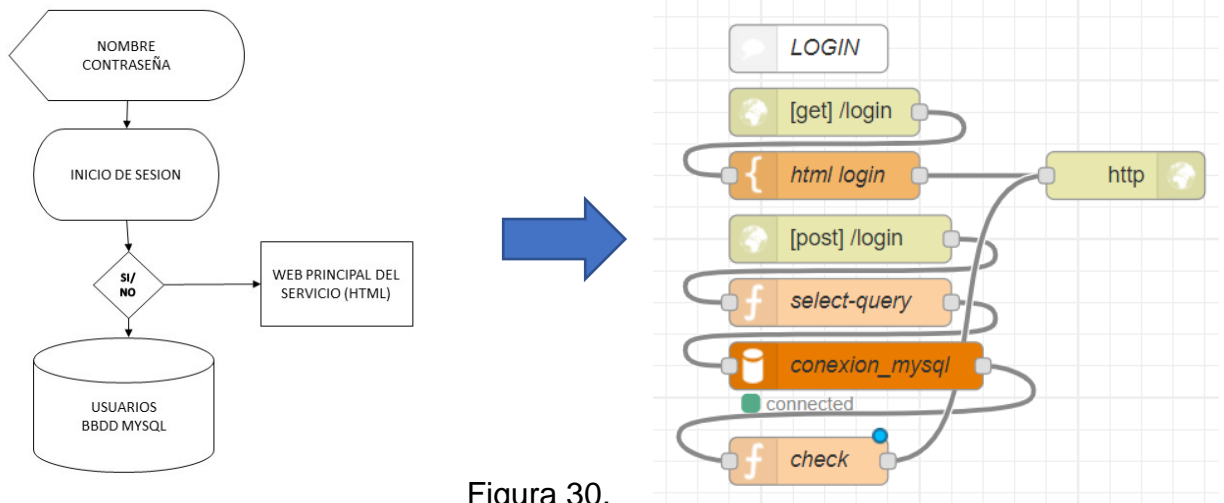 NOMBRE
CONTRASEÑA
INICIO DE SESION
SI/
NO
WEB PRINCIPAL DEL
SERVICIO (HTML)
USUARIOS
BBDD MYSQL
LOGIN
[get] /login
html login
http
[post] /login
select-query
conexion_mysql
connected
check
Figura 30.